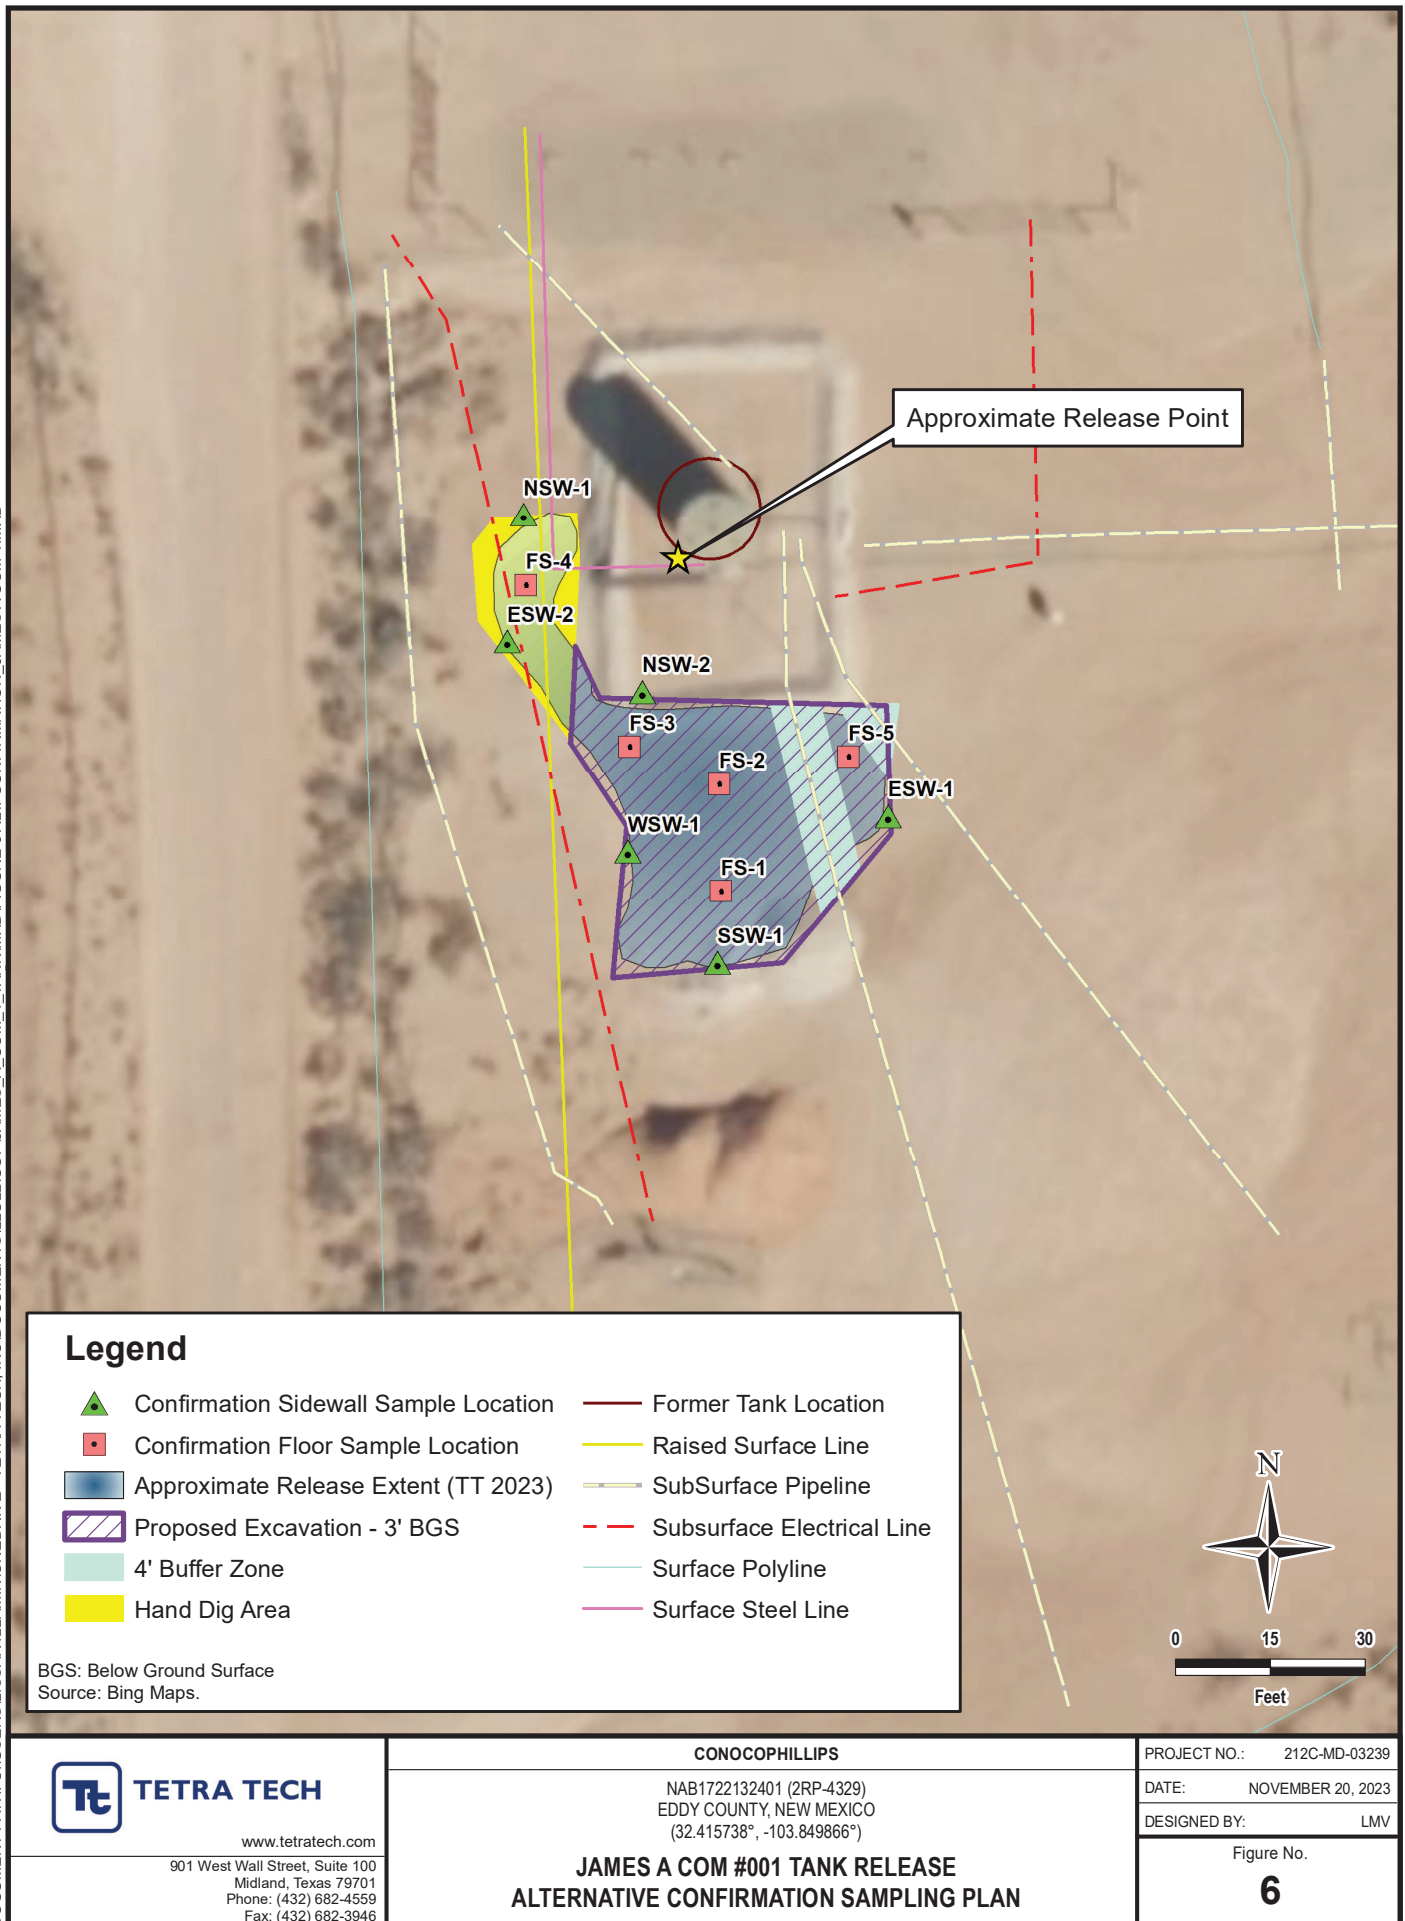 Approximate Release Point
NSW-1
FS-4
ESW-2
NSW-2
FS-3
FS-2
FS-5
ESW-1
WSW-1
FS-1
SSW-1
Legend
Confirmation Sidewall Sample Location
Confirmation Floor Sample Location
Approximate Release Extent (TT 2023)
Proposed Excavation - 3' BGS
4' Buffer Zone
Hand Dig Area
Former Tank Location
Raised Surface Line
SubSurface Pipeline
Subsurface Electrical Line
Surface Polyline
Surface Steel Line
BGS: Below Ground Surface
Source: Bing Maps.
N
0 15 30
Feet
Tt TETRA TECH
www.tetratech.com
901 West Wall Street, Suite 100
Midland, Texas 79701
Phone: (432) 682-4559
Fax: (432) 682-3946
CONOCOPHILLIPS
NAB1722132401 (2RP-4329)
EDDY COUNTY, NEW MEXICO
(32.415738°, -103.849866°)
JAMES A COM #001 TANK RELEASE
ALTERNATIVE CONFIRMATION SAMPLING PLAN
PROJECT NO.: 212C-MD-03239
DATE: NOVEMBER 20, 2023
DESIGNED BY: LMV
Figure No.
6